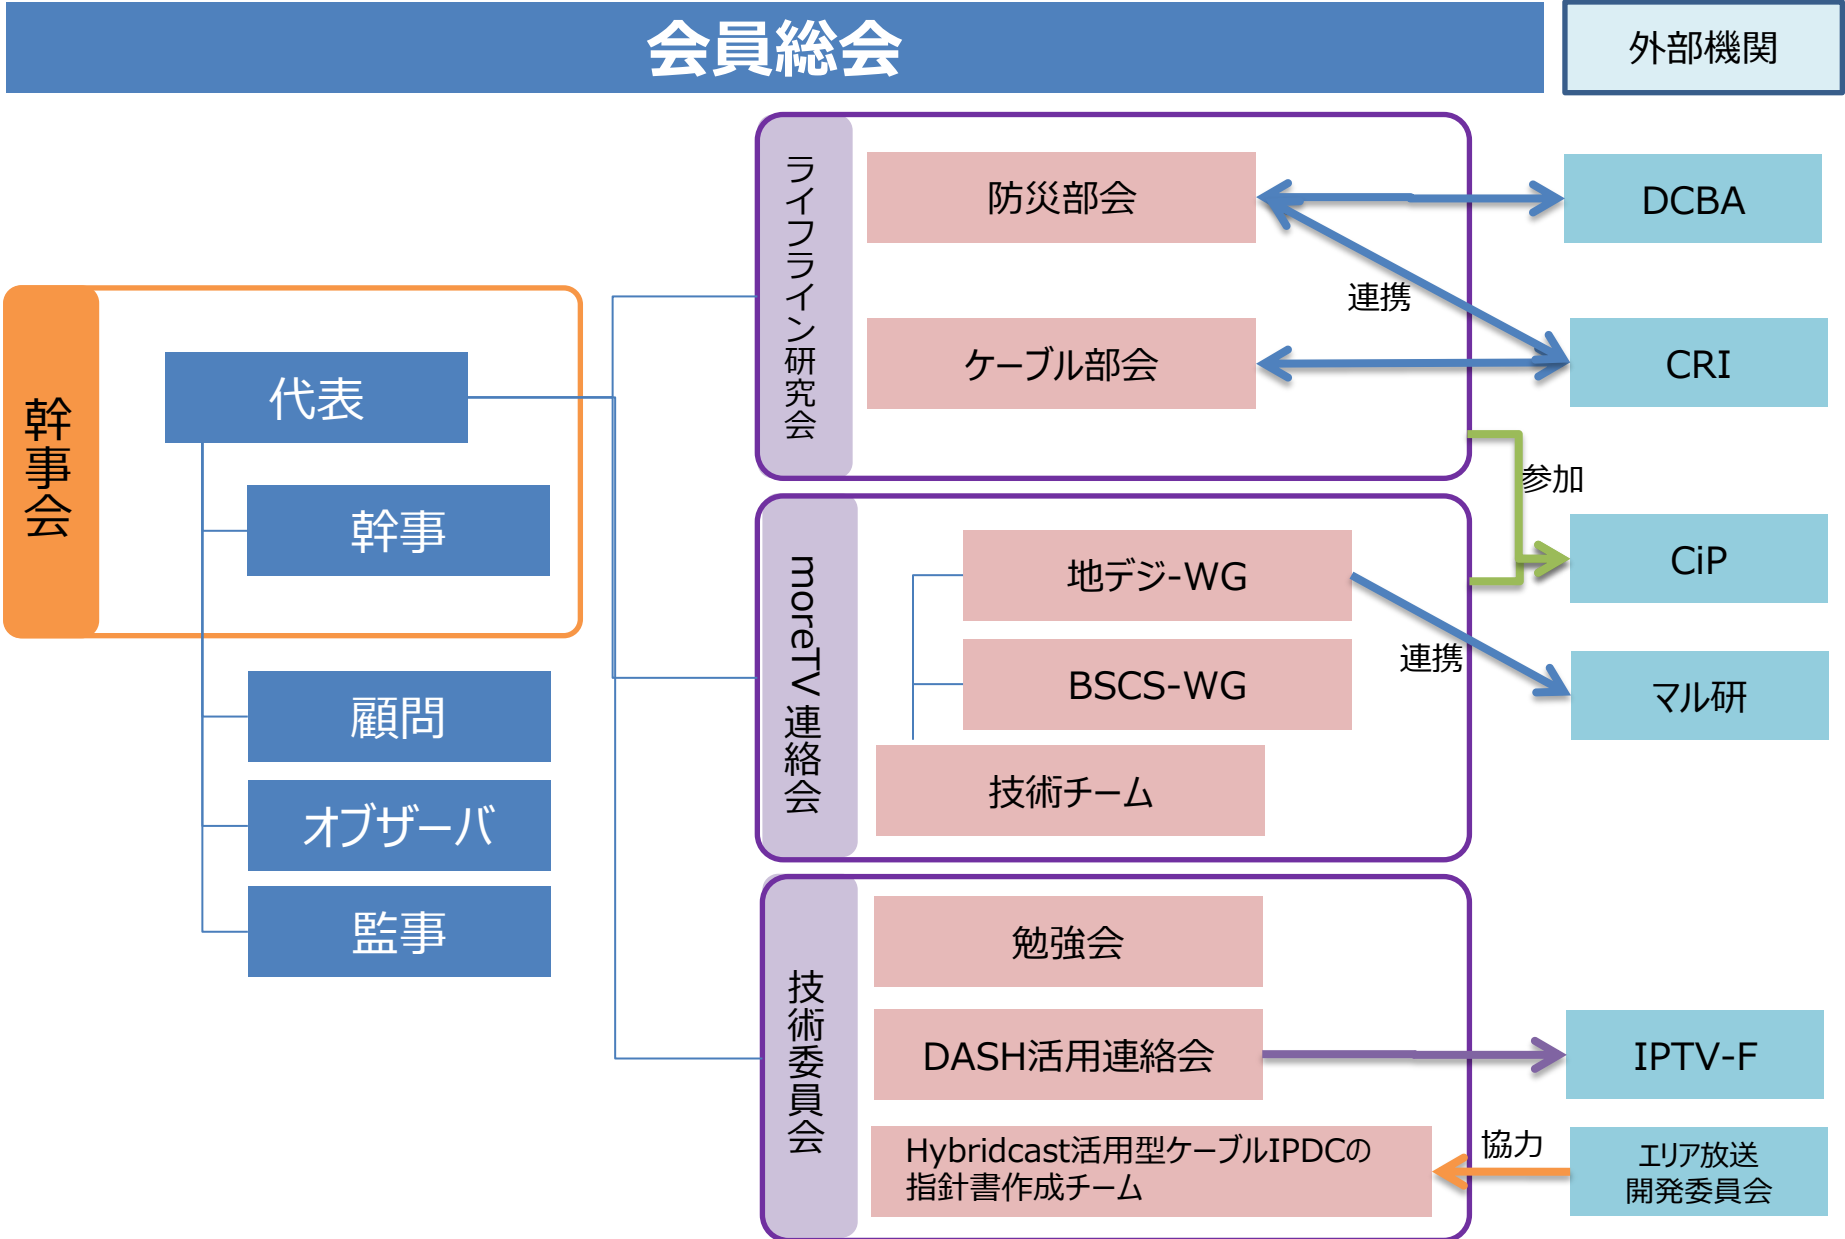 会員総会
外部機関
幹事会
代表
幹事
顧問
オブザーバ
監事
ライフライン研究会
防災部会
ケーブル部会
連携
DCBA
CRI
参加
CiP
moreTV連絡会
地デジ-WG
BSCS-WG
技術チーム
連携
マル研
技術委員会
勉強会
DASH活用連絡会
IPTV-F
Hybridcast活用型ケーブルIPDCの
指針書作成チーム
協力
エリア放送
開発委員会